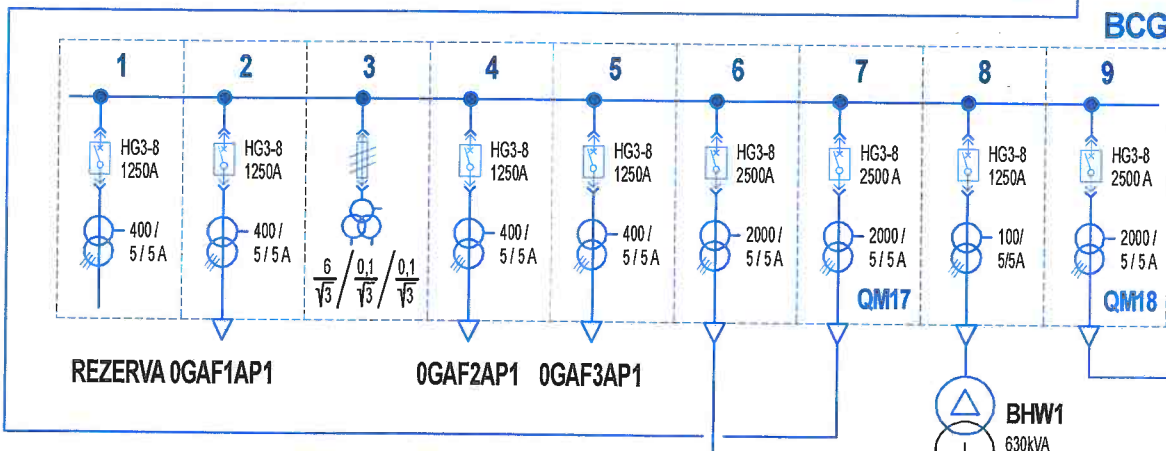 BCG
1 2 3 4 5 6 7 8 9
HG3-8
1250A
HG3-8
1250A
HG3-8
1250A
HG3-8
1250A
HG3-8
2500A
HG3-8
2500 A
HG3-8
1250A
HG3-8
2500 A
400 /
5 / 5 A
400 /
5 / 5 A
6/√3 / 0,1/√3 / 0,1/√3
400 /
5 / 5 A
400 /
5 / 5 A
2000 /
5 / 5 A
2000 /
5 / 5 A
100/
5/5A
2000 /
5 / 5 A
QM17
QM18
REZERVA 0GAF1AP1
0GAF2AP1
0GAF3AP1
BHW1
630kVA